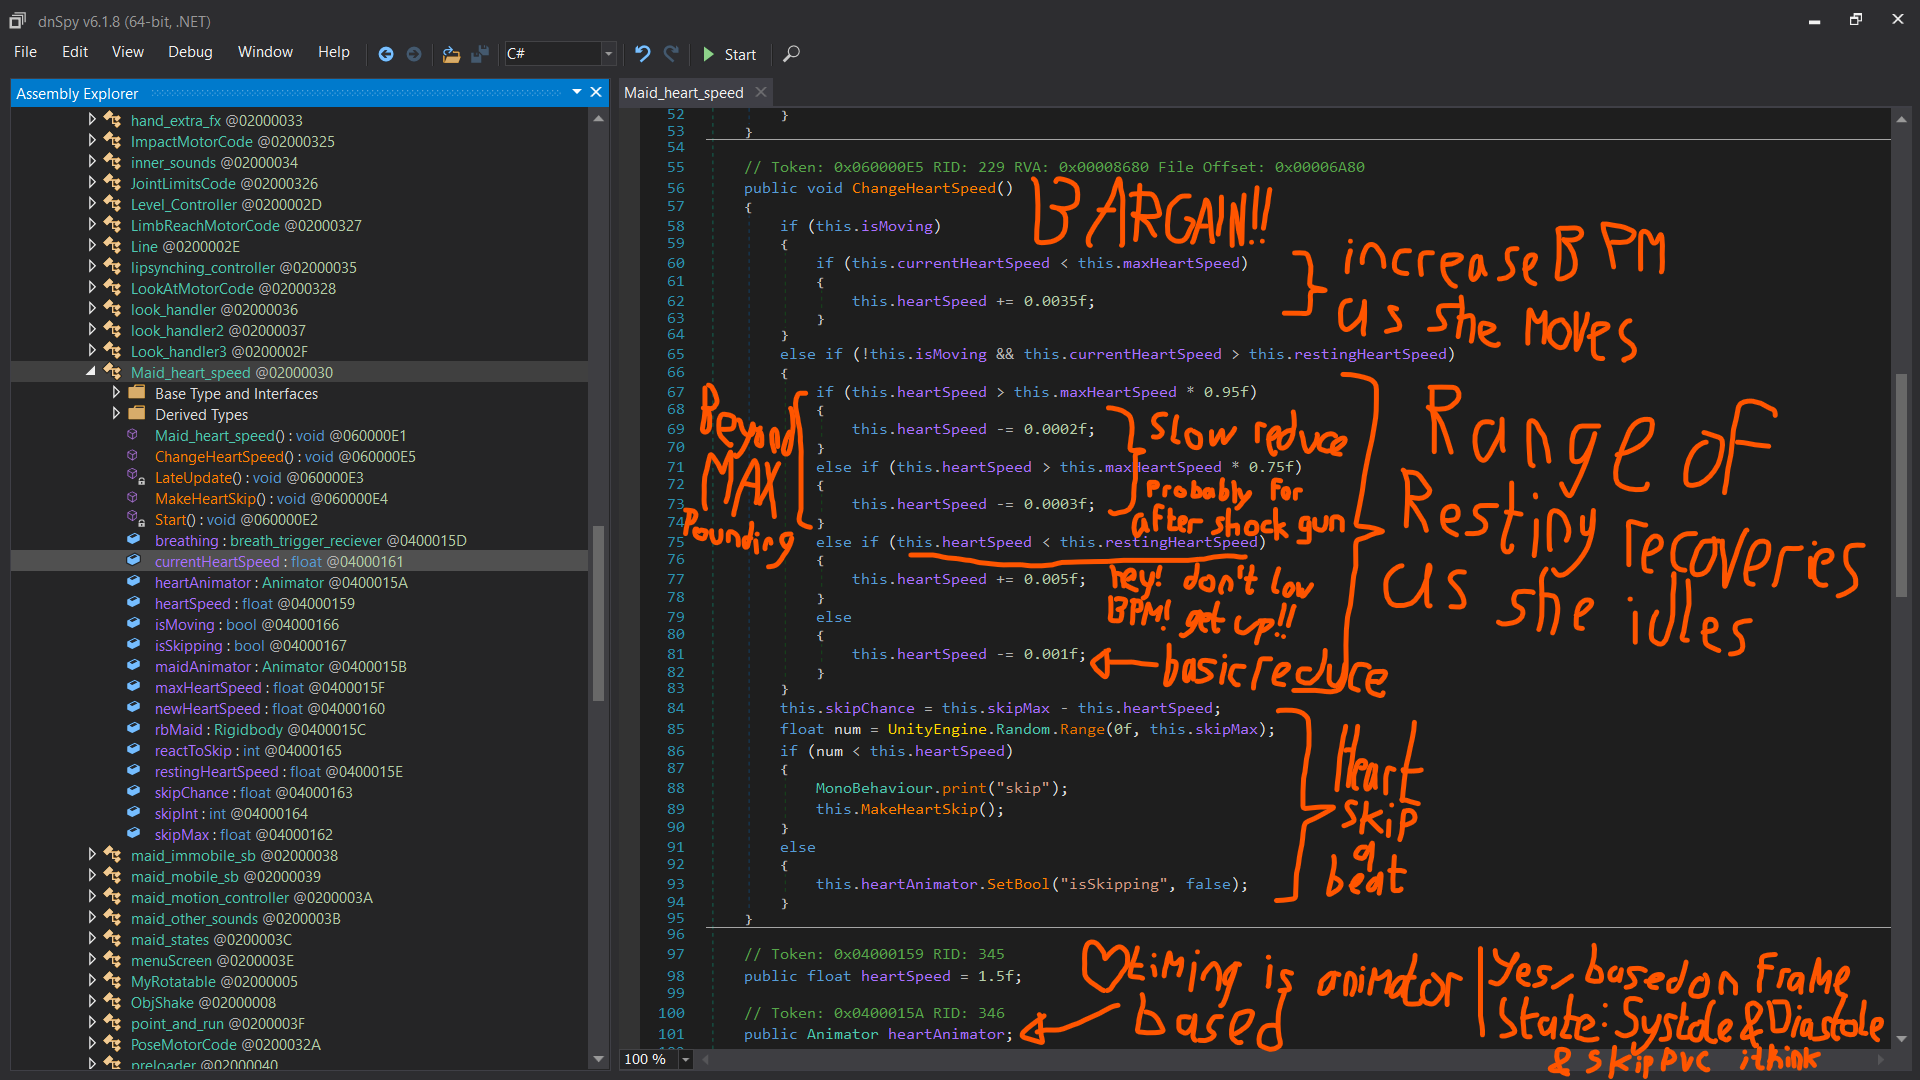 dnSpy v6.1.8 (64-bit, .NET)
File Edit View Debug Window Help C# Start
Assembly Explorer
hand_extra_fx @02000033
ImpactMotorCode @02000325
inner_sounds @02000034
JointLimitsCode @02000326
Level_Controller @0200002D
LimbReachMotorCode @02000327
Line @0200002E
lipsynching_controller @02000035
LookAtMotorCode @02000328
look_handler @02000036
look_handler2 @02000037
Look_handler3 @0200002F
Maid_heart_speed @02000030
Base Type and Interfaces
Derived Types
Maid_heart_speed() : void @060000E1
ChangeHeartSpeed() : void @060000E5
LateUpdate() : void @060000E3
MakeHeartSkip() : void @060000E4
Start() : void @060000E2
breathing : breath_trigger_reciever @0400015D
currentHeartSpeed : float @04000161
heartAnimator : Animator @0400015A
heartSpeed : float @04000159
isMoving : bool @04000166
isSkipping : bool @04000167
maidAnimator : Animator @0400015B
maxHeartSpeed : float @0400015F
newHeartSpeed : float @04000160
rbMaid : Rigidbody @0400015C
reactToSkip : int @04000165
restingHeartSpeed : float @0400015E
skipChance : float @04000163
skipInt : int @04000164
skipMax : float @04000162
maid_immobile_sb @02000038
maid_mobile_sb @02000039
maid_motion_controller @0200003A
maid_other_sounds @0200003B
maid_states @0200003C
menuScreen @0200003E
MyRotatable @02000005
ObjShake @02000008
point_and_run @0200003F
PoseMotorCode @0200032A
preloader @02000040
Maid_heart_speed
52 }
53 }
54
55 // Token: 0x060000E5 RID: 229 RVA: 0x00008680 File Offset: 0x00006A80
56 public void ChangeHeartSpeed()
57 {
58 if (this.isMoving)
59 {
60 if (this.currentHeartSpeed < this.maxHeartSpeed)
61 {
62 this.heartSpeed += 0.0035f;
63 }
64 }
65 else if (!this.isMoving && this.currentHeartSpeed > this.restingHeartSpeed)
66 {
67 if (this.heartSpeed > this.maxHeartSpeed * 0.95f)
68 {
69 this.heartSpeed -= 0.0002f;
70 }
71 else if (this.heartSpeed > this.maxHeartSpeed * 0.75f)
72 {
73 this.heartSpeed -= 0.0003f;
74 }
75 else if (this.heartSpeed < this.restingHeartSpeed)
76 {
77 this.heartSpeed += 0.005f;
78 }
79 else
80 {
81 this.heartSpeed -= 0.001f;
82 }
83 }
84 this.skipChance = this.skipMax - this.heartSpeed;
85 float num = UnityEngine.Random.Range(0f, this.skipMax);
86 if (num < this.heartSpeed)
87 {
88 MonoBehaviour.print("skip");
89 this.MakeHeartSkip();
90 }
91 else
92 {
93 this.heartAnimator.SetBool("isSkipping", false);
94 }
95 }
96
97 // Token: 0x04000159 RID: 345
98 public float heartSpeed = 1.5f;
99
100 // Token: 0x0400015A RID: 346
101 public Animator heartAnimator;
100 %
BARGAIN!!
increase BPM
as she moves
Beyond
MAX
Pounding
slow reduce
Probably for
after shock gun
hey! don't low
BPM! get up!!
basic reduce
Range of
Resting recoveries
as she idles
Heart
skip
a
beat
♡timing is animator
based
Yes, based on Frame
State: Systole & Diastole
& skip PVC ithink